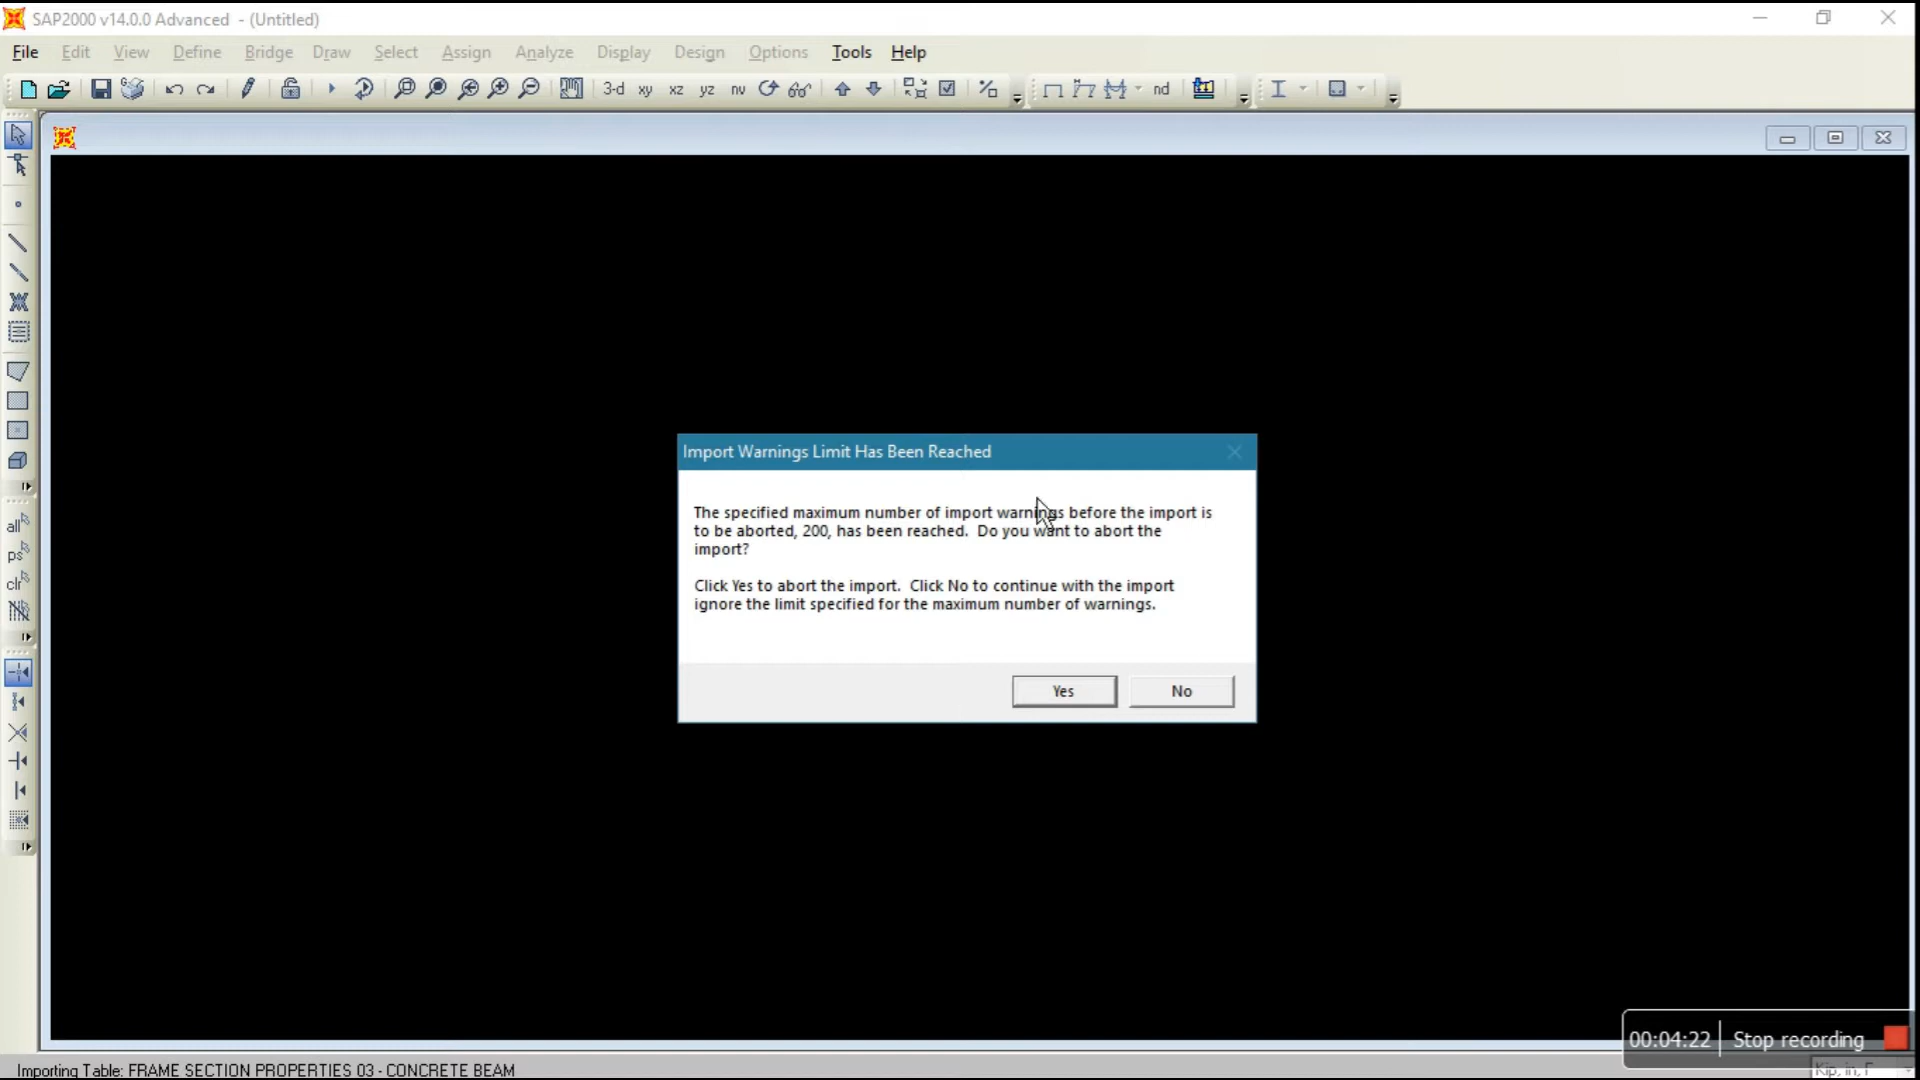 SAP2000 v14.0.0 Advanced - (Untitled)
File Edit View Define Bridge Draw Select Assign Analyze Display Design Options Tools Help
3-d xy xz yz nv nd
Import Warnings Limit Has Been Reached
The specified maximum number of import warnings before the import is
to be aborted, 200, has been reached. Do you want to abort the
import?
Click Yes to abort the import. Click No to continue with the import
ignore the limit specified for the maximum number of warnings.
Yes No
all
ps
clr
00:04:22 Stop recording
Importing Table: FRAME SECTION PROPERTIES 03 - CONCRETE BEAM
Kip, in, F